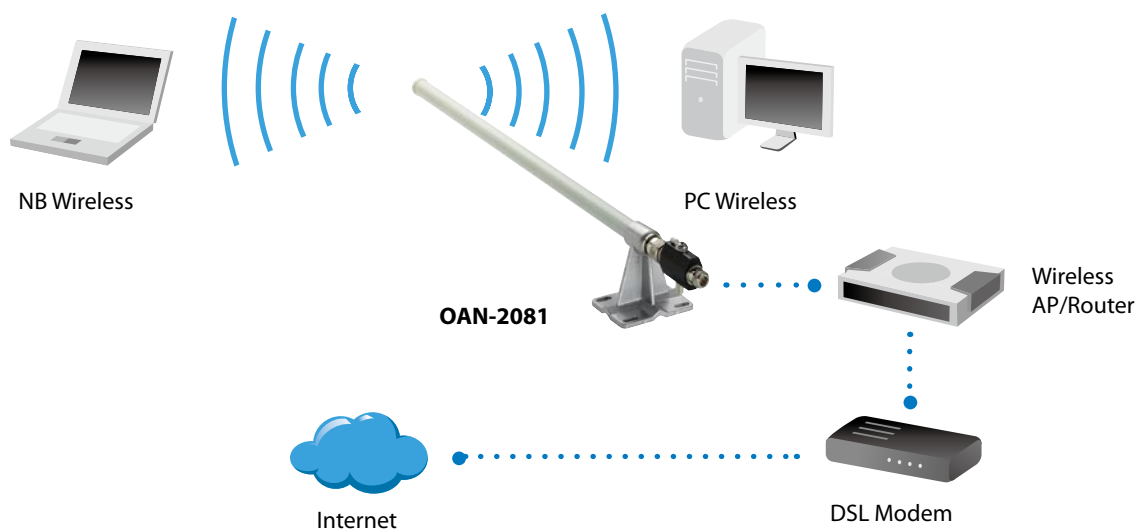 NB Wireless
PC Wireless
OAN-2081
Wireless
AP/Router
Internet
DSL Modem